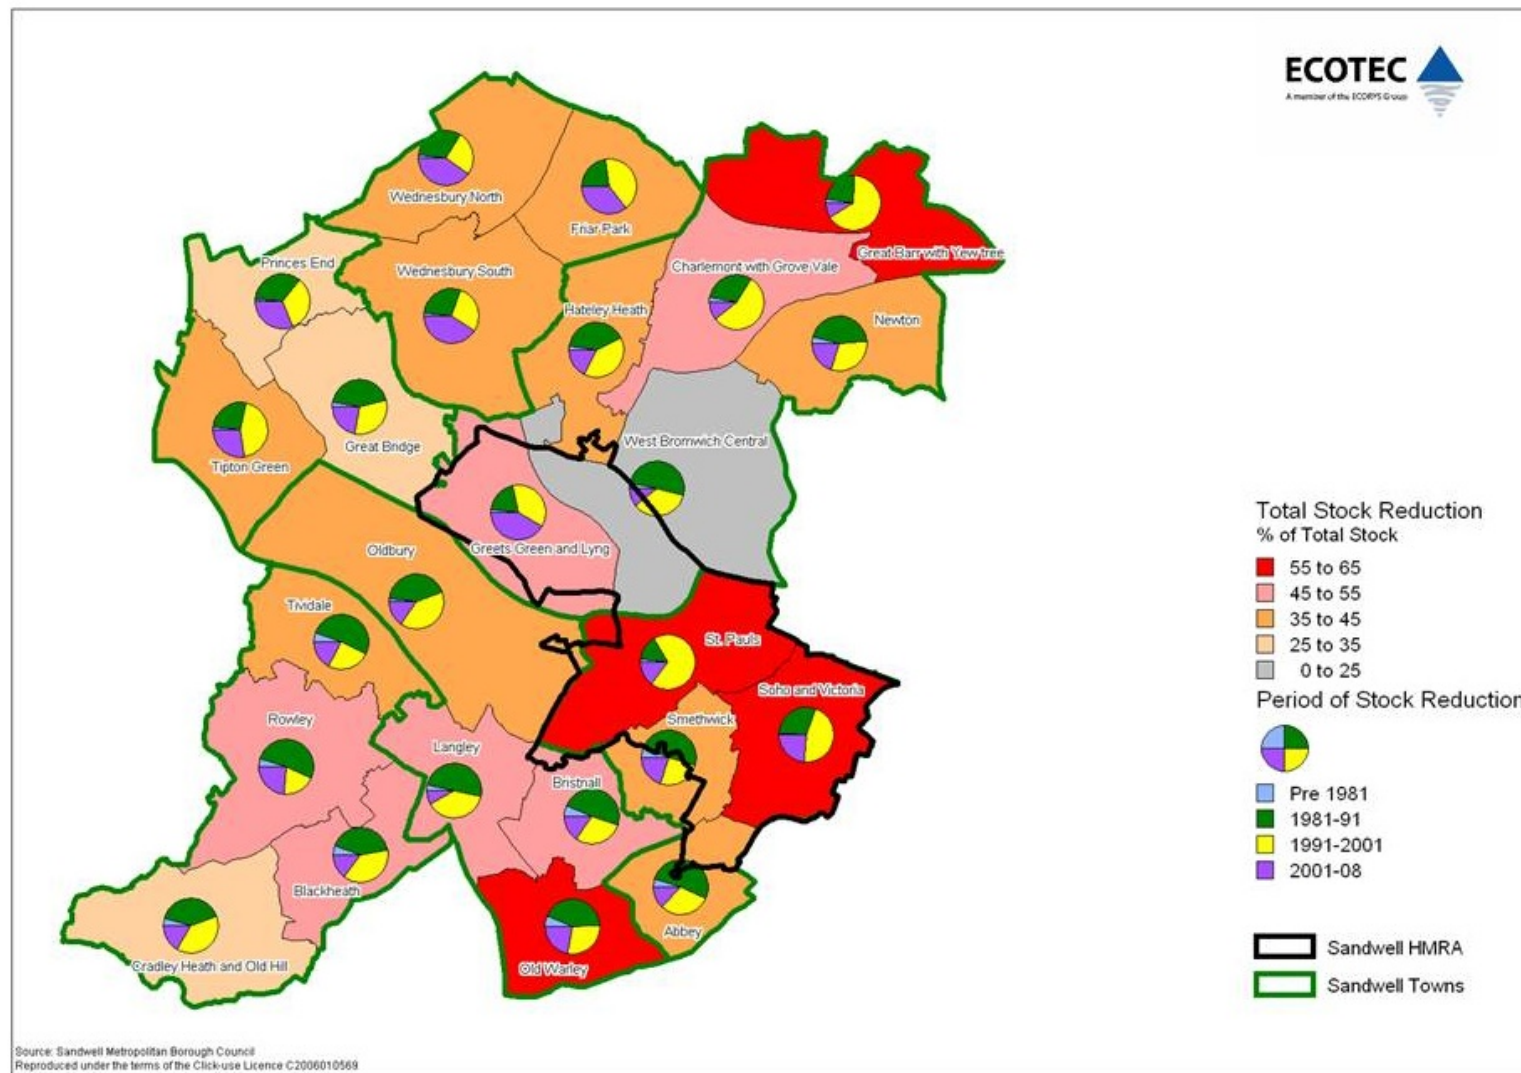 ECOTEC
A member of the ECORYS Group
Wednesbury North
Friar Park
Great Barr with Yew tree
Princes End
Wednesbury South
Charlemont with Grove Vale
Hateley Heath
Newton
Great Bridge
West Bromwich Central
Tipton Green
Oldbury
Greets Green and Lyng
Tividale
St. Pauls
Soho and Victoria
Rowley
Langley
Smethwick
Bristnall
Blackheath
Abbey
Cradley Heath and Old Hill
Old Warley
Total Stock Reduction
% of Total Stock
55 to 65
45 to 55
35 to 45
25 to 35
0 to 25
Period of Stock Reduction
Pre 1981
1981-91
1991-2001
2001-08
Sandwell HMRA
Sandwell Towns
Source: Sandwell Metropolitan Borough Council
Reproduced under the terms of the Click-use Licence C2006010569